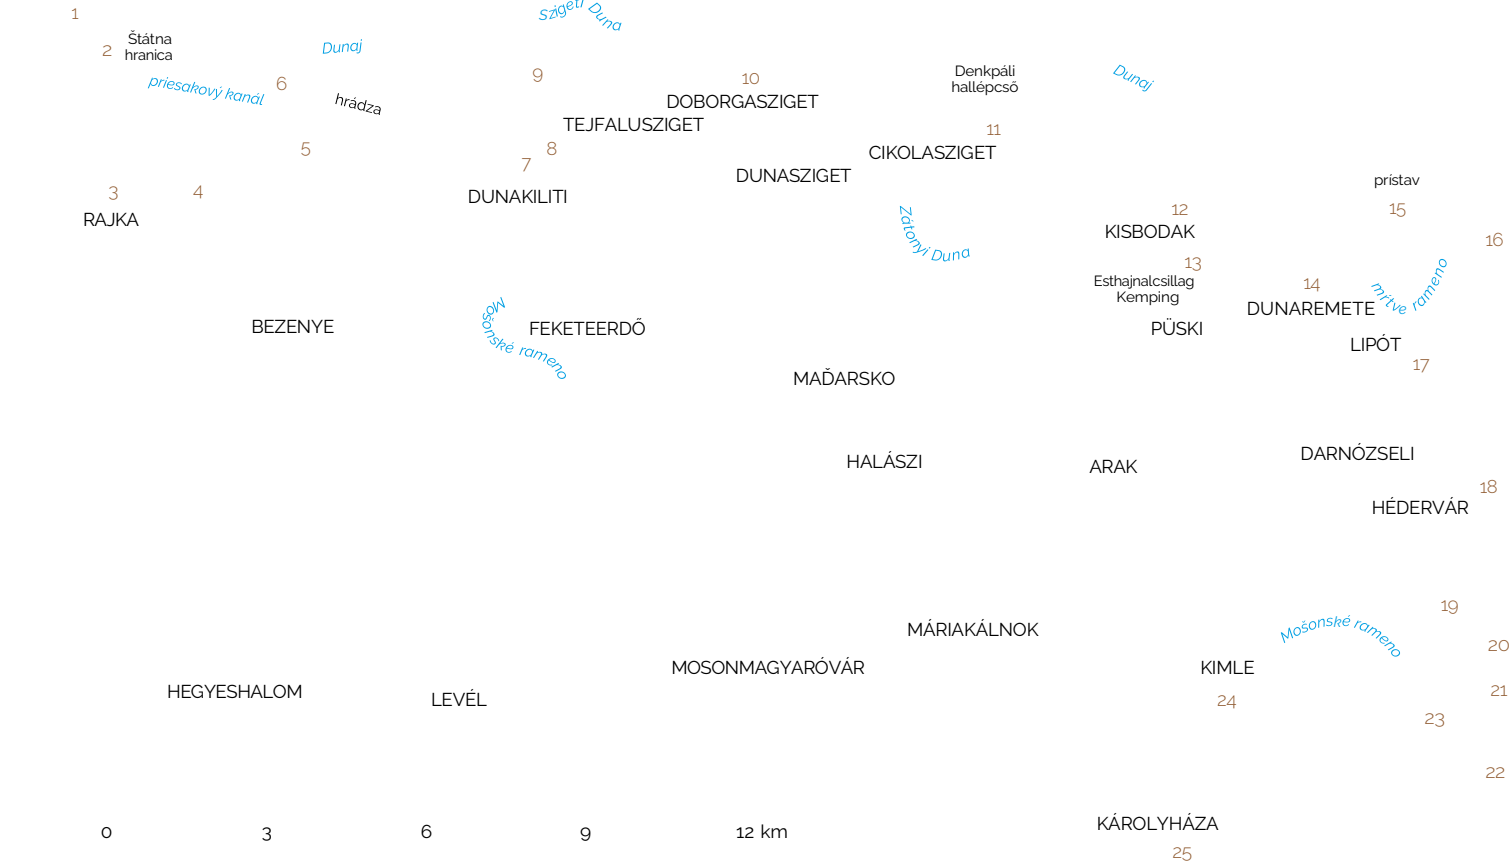 1
Szigeti Duna
2
Štátna
hranica
Dunaj
priesakový kanál
6
hrádza
9
10
DOBORGASZIGET
Denkpáli
hallépcső
Dunaj
TEJFALUSZIGET
11
5
8
7
CIKOLASZIGET
DUNASZIGET
prístav
3
4
DUNAKILITI
RAJKA
Zátonyi Duna
12
KISBODAK
15
16
13
Esthajnalcsillag
Kemping
14
DUNAREMETE
mŕtve rameno
BEZENYE
Mošonské rameno
FEKETEERDŐ
PÜSKI
LIPÓT
17
MAĎARSKO
HALÁSZI
ARAK
DARNÓZSELI
18
HÉDERVÁR
19
MÁRIAKÁLNOK
Mošonské rameno
20
MOSONMAGYARÓVÁR
KIMLE
HEGYESHALOM
LEVÉL
21
24
23
22
0 3 6 9 12 km
KÁROLYHÁZA
25